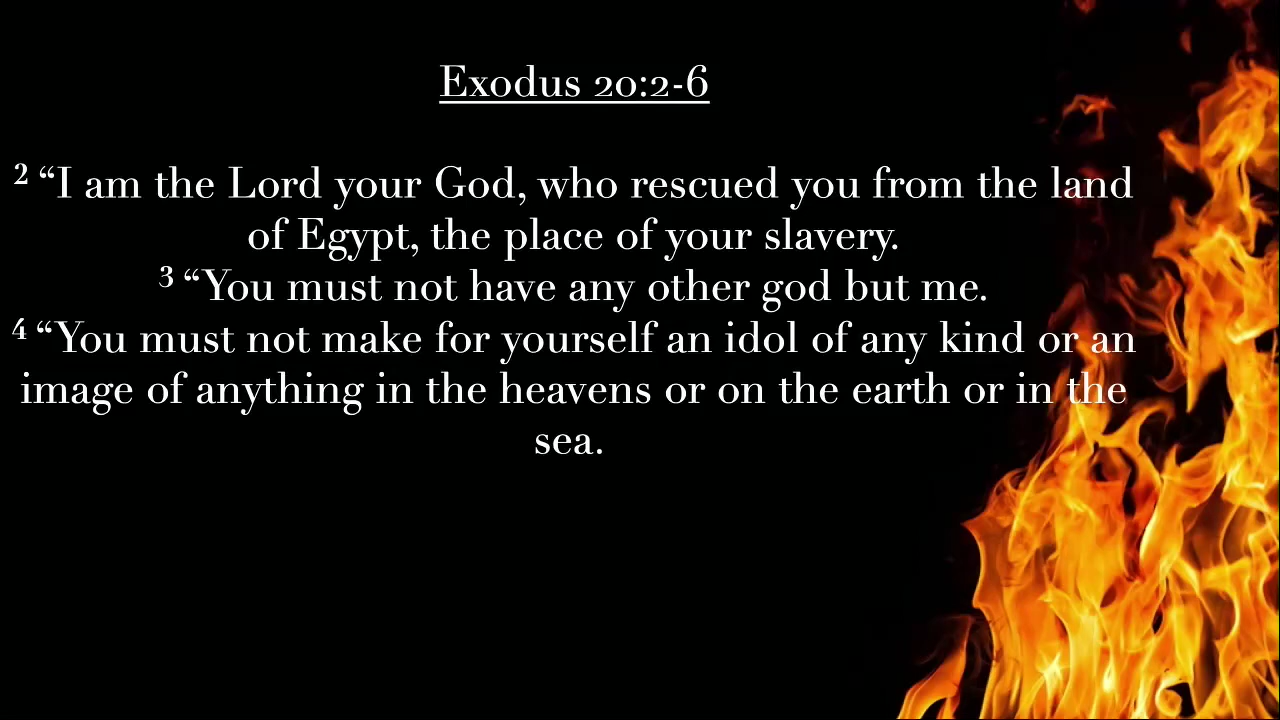 Exodus 20:2-6
2 “I am the Lord your God, who rescued you from the land
of Egypt, the place of your slavery.
3 “You must not have any other god but me.
4 “You must not make for yourself an idol of any kind or an
image of anything in the heavens or on the earth or in the
sea.